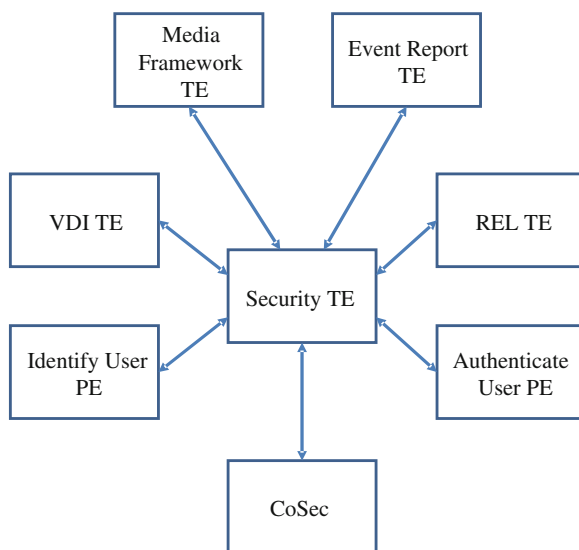 Media
Framework
TE
Event Report
TE
VDI TE
REL TE
Security TE
Identify User
PE
Authenticate
User PE
CoSec